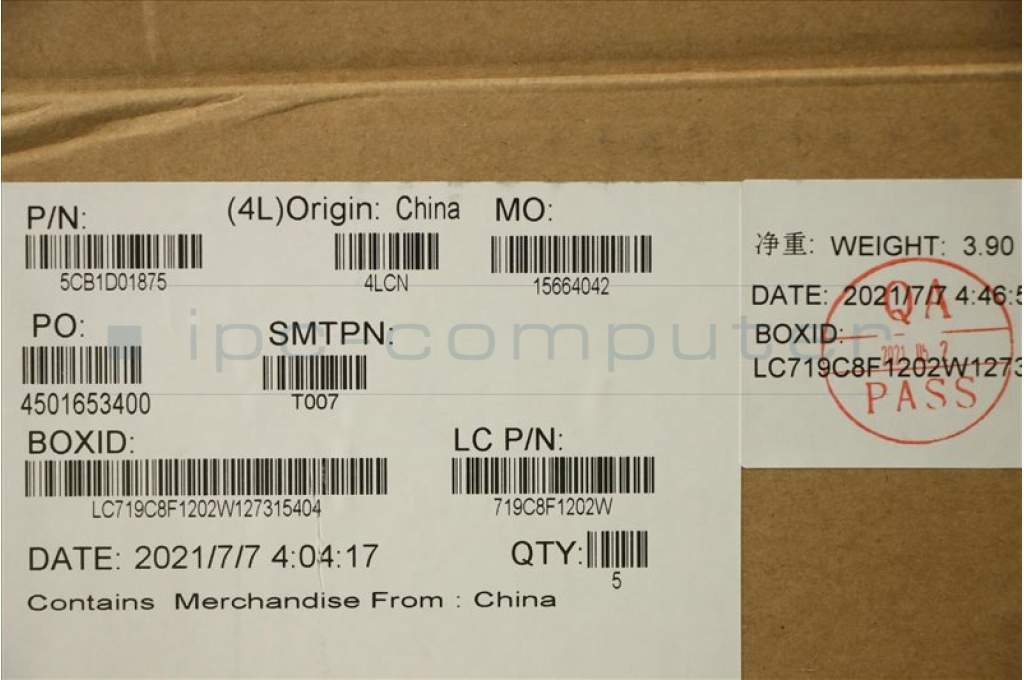 P/N:
(4L)Origin: China
MO:
5CB1D01875
4LCN
15664042
PO:
SMTPN:
4501653400
T007
BOXID:
LC P/N:
LC719C8F1202W127315404
719C8F1202W
DATE: 2021/7/7 4:04:17
QTY:
5
Contains Merchandise From : China
净重: WEIGHT: 3.90
DATE: 2021/7/7 4:46:5
BOXID:
LC719C8F1202W1273
QA
PASS
ipc-computer